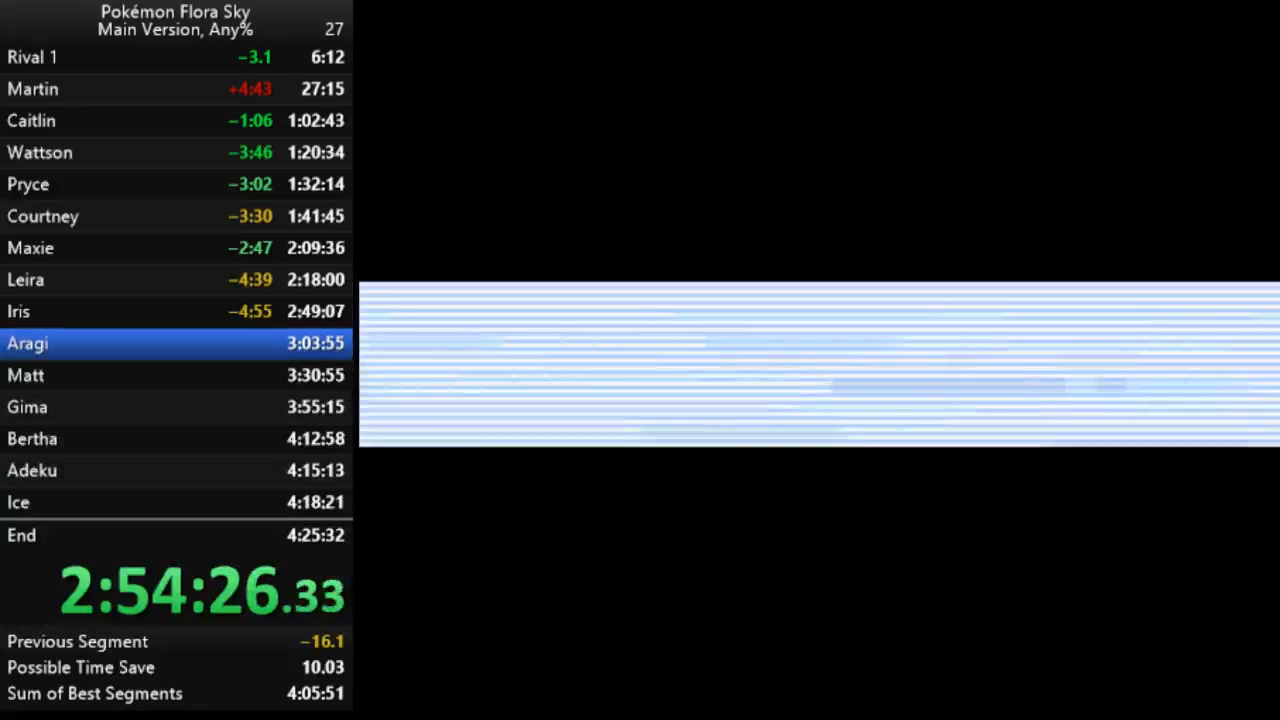 Pokémon Flora Sky
Main Version, Any% 27
Rival 1 −3.1 6:12
Martin +4:43 27:15
Caitlin −1:06 1:02:43
Wattson −3:46 1:20:34
Pryce −3:02 1:32:14
Courtney −3:30 1:41:45
Maxie −2:47 2:09:36
Leira −4:39 2:18:00
Iris −4:55 2:49:07
Aragi 3:03:55
Matt 3:30:55
Gima 3:55:15
Bertha 4:12:58
Adeku 4:15:13
Ice 4:18:21
End 4:25:32
2:54:26.33
Previous Segment −16.1
Possible Time Save 10.03
Sum of Best Segments 4:05:51